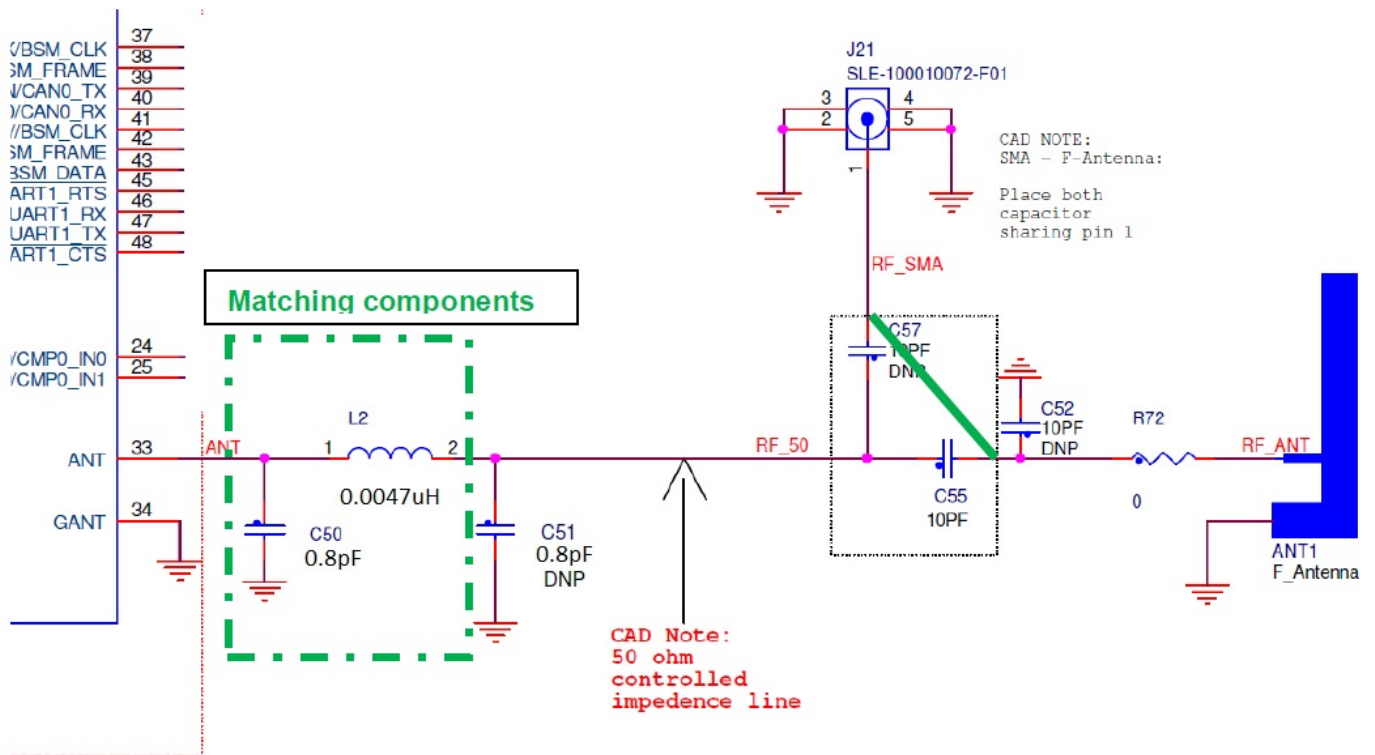 37
/BSM_CLK
38
SM_FRAME
39
N/CAN0_TX
40
/CAN0_RX
41
/BSM_CLK
42
SM_FRAME
43
BSM_DATA
45
ART1_RTS
46
UART1_RX
47
UART1_TX
48
ART1_CTS
24
/CMP0_IN0
25
/CMP0_IN1
33
ANT
34
GANT
Matching components
ANT
L2
1
2
0.0047uH
C50
0.8pF
C51
0.8pF
DNP
RF_50
CAD Note:
50 ohm
controlled
impedence line
J21
SLE-100010072-F01
3
4
2
5
1
CAD NOTE:
SMA - F-Antenna:
Place both
capacitor
sharing pin 1
RF_SMA
C57
10PF
DNP
C55
10PF
C52
10PF
DNP
R72
0
RF_ANT
ANT1
F_Antenna